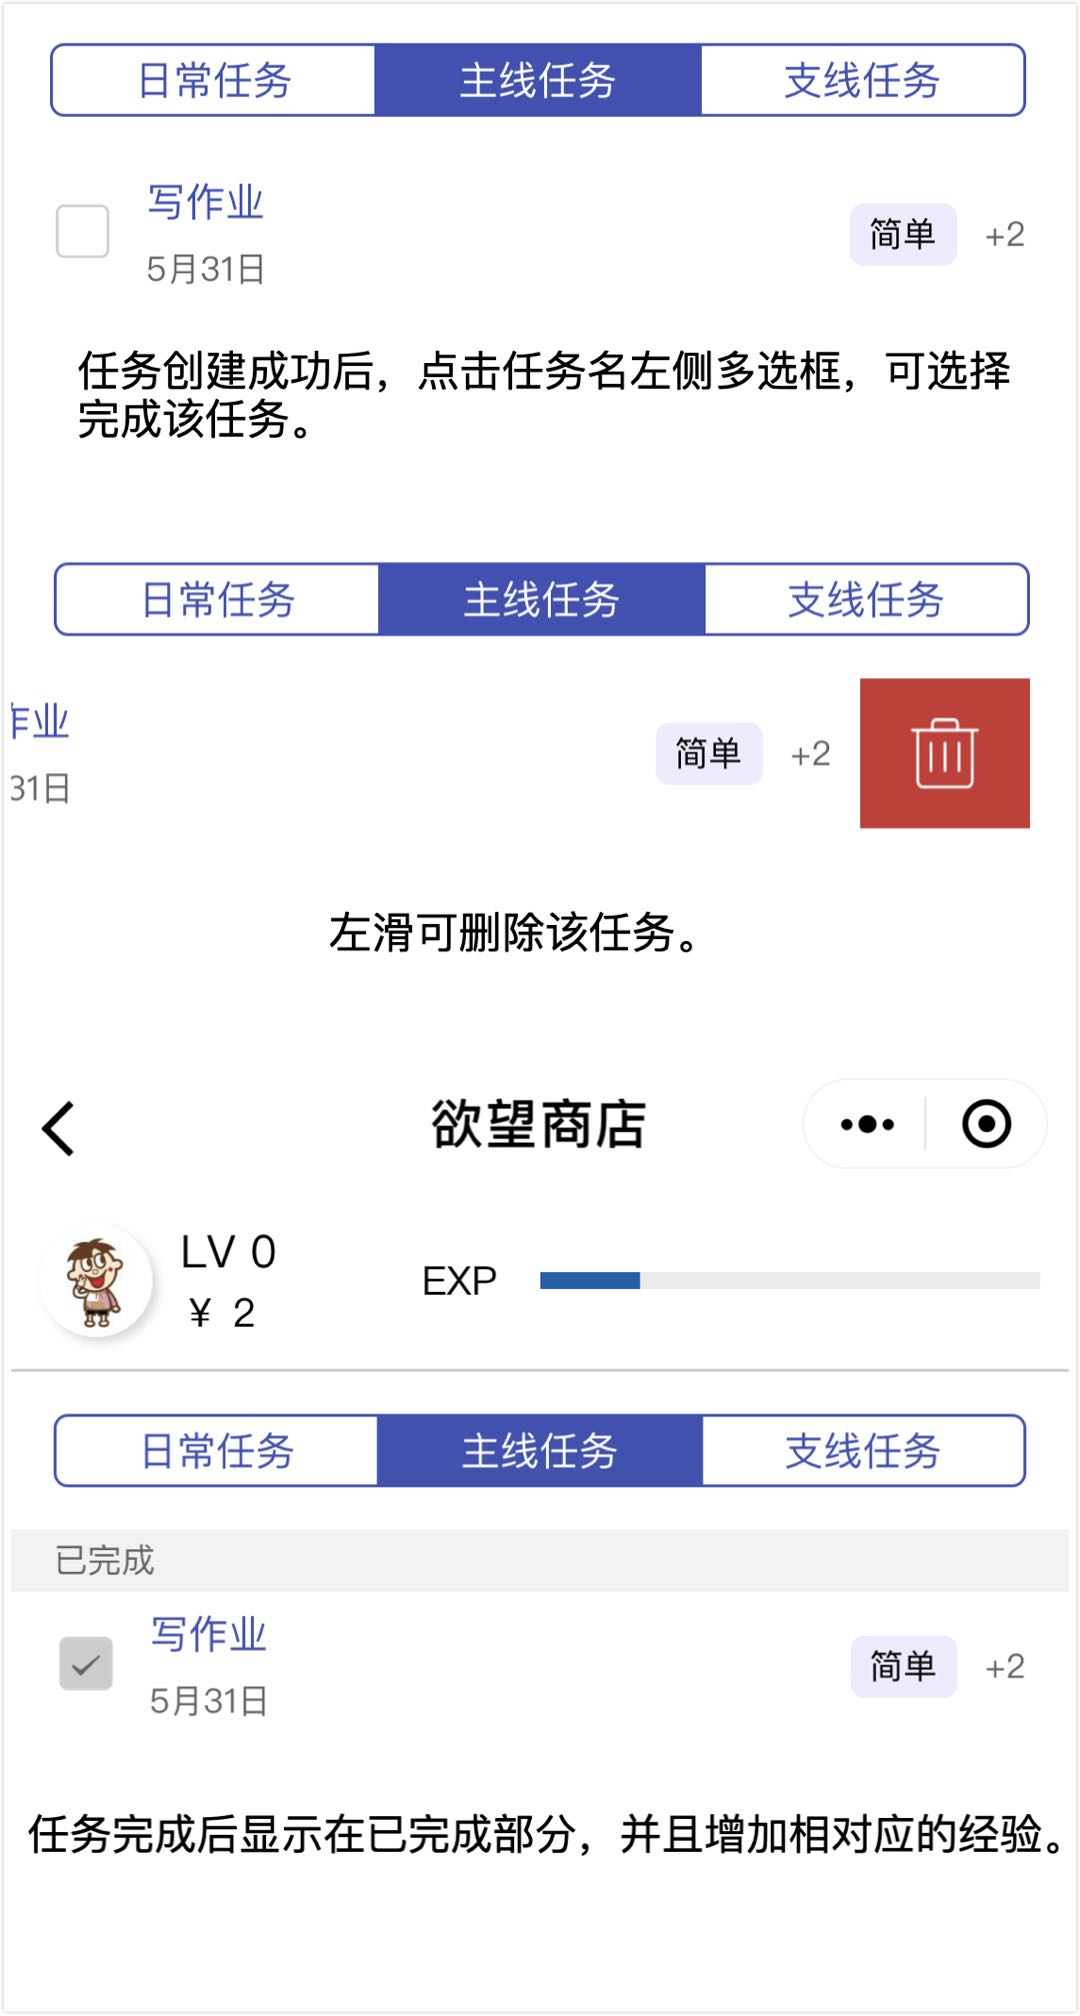 日常任务 主线任务 支线任务
写作业
简单 +2
5月31日
任务创建成功后，点击任务名左侧多选框，可选择
完成该任务。
日常任务 主线任务 支线任务
作业
简单 +2
31日
左滑可删除该任务。
欲望商店
LV 0
EXP
¥ 2
日常任务 主线任务 支线任务
已完成
写作业
简单 +2
5月31日
任务完成后显示在已完成部分，并且增加相对应的经验。